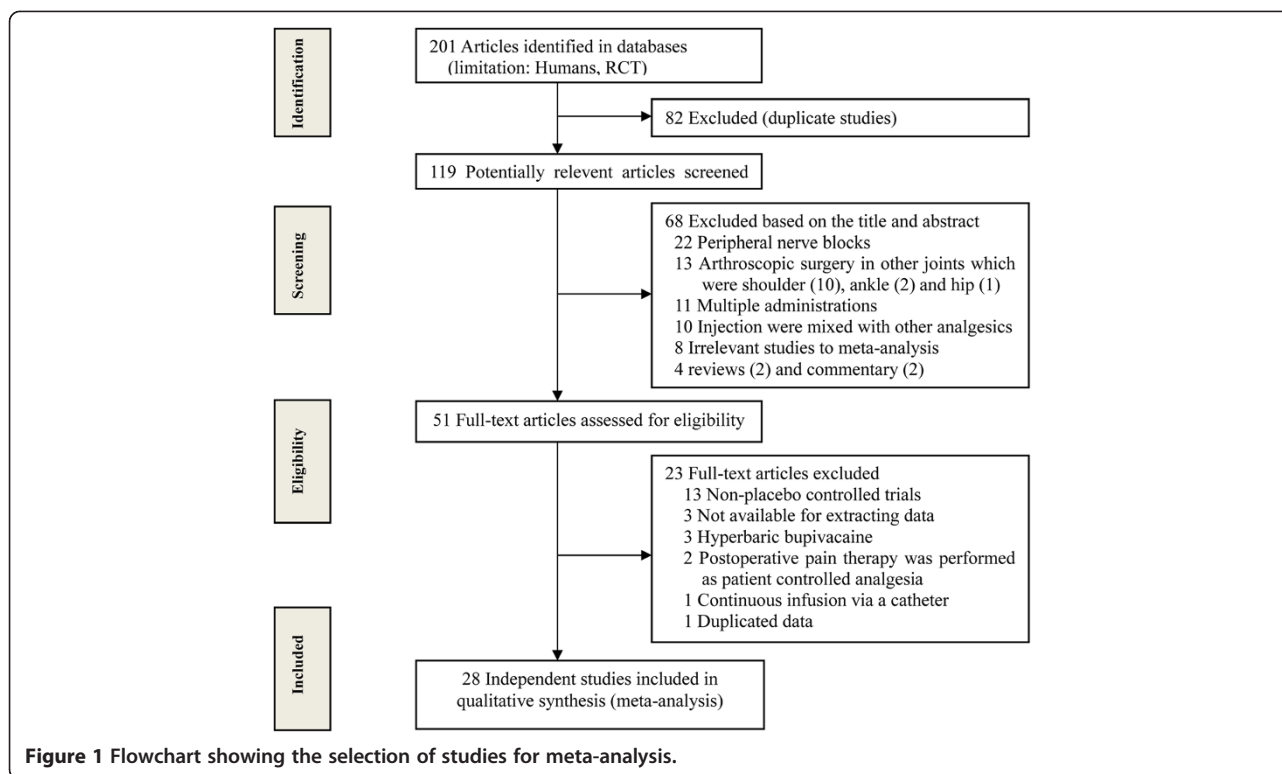 Identification
201 Articles identified in databases
(limitation: Humans, RCT)
82 Excluded (duplicate studies)
119 Potentially relevant articles screened
Screening
68 Excluded based on the title and abstract
22 Peripheral nerve blocks
13 Arthroscopic surgery in other joints which
were shoulder (10), ankle (2) and hip (1)
11 Multiple administrations
10 Injection were mixed with other analgesics
8 Irrelevant studies to meta-analysis
4 reviews (2) and commentary (2)
Eligibility
51 Full-text articles assessed for eligibility
23 Full-text articles excluded
13 Non-placebo controlled trials
3 Not available for extracting data
3 Hyperbaric bupivacaine
2 Postoperative pain therapy was performed
as patient controlled analgesia
1 Continuous infusion via a catheter
1 Duplicated data
Included
28 Independent studies included in
qualitative synthesis (meta-analysis)
Figure 1 Flowchart showing the selection of studies for meta-analysis.